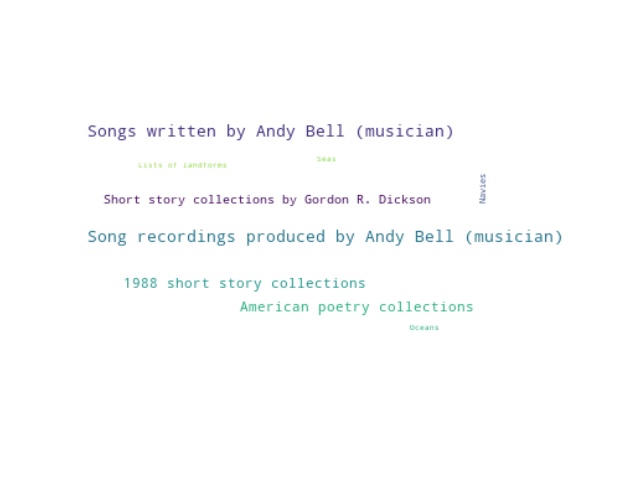 Songs written by Andy Bell (musician)
Seas
Lists of landforms
Navies
Short story collections by Gordon R. Dickson
Song recordings produced by Andy Bell (musician)
1988 short story collections
American poetry collections
Oceans